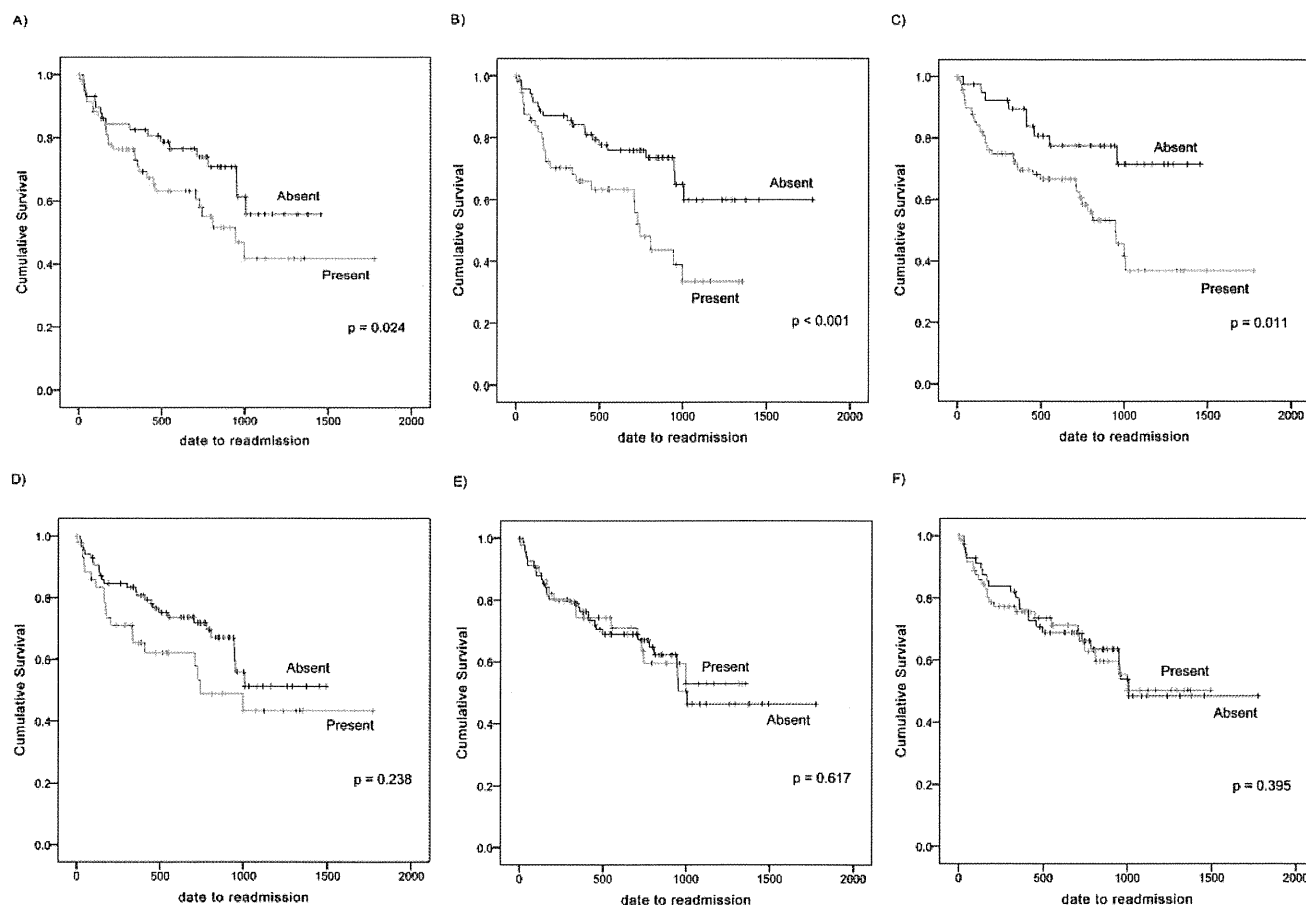 A)
Cumulative Survival
1.0
0.8
0.6
0.4
0.2
0.0
Absent
Present
p = 0.024
0 500 1000 1500 2000
date to readmission
B)
Cumulative Survival
1.0
0.8
0.6
0.4
0.2
0.0
Absent
Present
p < 0.001
0 500 1000 1500 2000
date to readmission
C)
Cumulative Survival
1.0
0.8
0.6
0.4
0.2
0.0
Absent
Present
p = 0.011
0 500 1000 1500 2000
date to readmission
D)
Cumulative Survival
1.0
0.8
0.6
0.4
0.2
0.0
Absent
Present
p = 0.238
0 500 1000 1500 2000
date to readmission
E)
Cumulative Survival
1.0
0.8
0.6
0.4
0.2
0.0
Present
Absent
p = 0.617
0 500 1000 1500 2000
date to readmission
F)
Cumulative Survival
1.0
0.8
0.6
0.4
0.2
0.0
Present
Absent
p = 0.395
0 500 1000 1500 2000
date to readmission